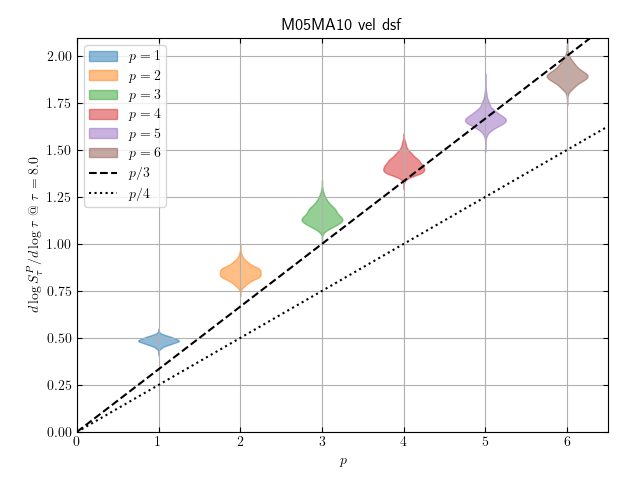 M05MA10 vel dsf
d log S_τ^P / d log τ @ τ = 8.0
2.00
1.75
1.50
1.25
1.00
0.75
0.50
0.25
0.00
p = 1
p = 2
p = 3
p = 4
p = 5
p = 6
p/3
p/4
0 1 2 3 4 5 6
p